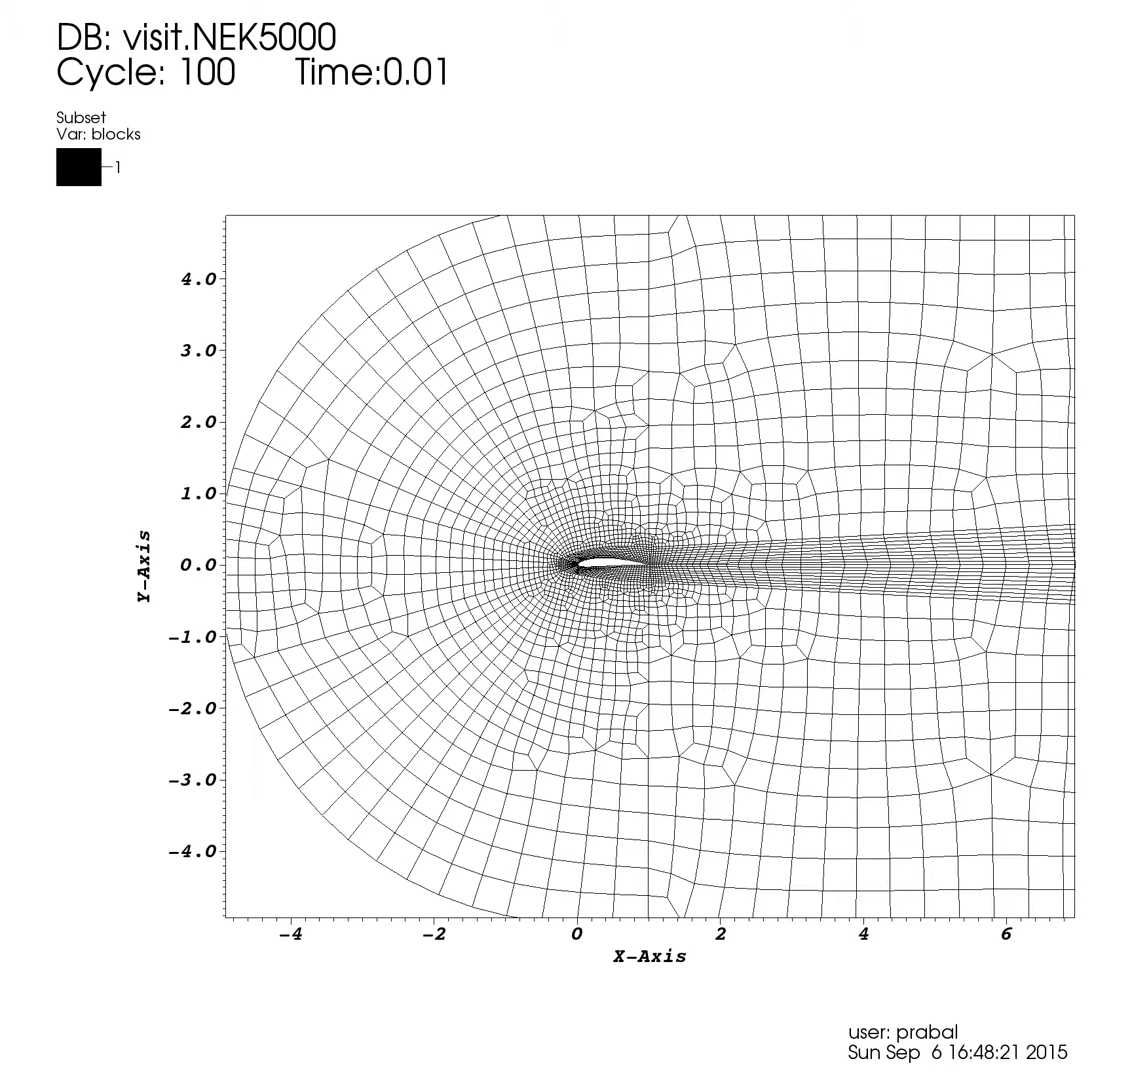 DB: visit.NEK5000
Cycle: 100 Time:0.01
Subset
Var: blocks
1
4.0
3.0
2.0
1.0
0.0
-1.0
-2.0
-3.0
-4.0
Y-Axis
-4 -2 0 2 4 6
X-Axis
user: prabal
Sun Sep 6 16:48:21 2015